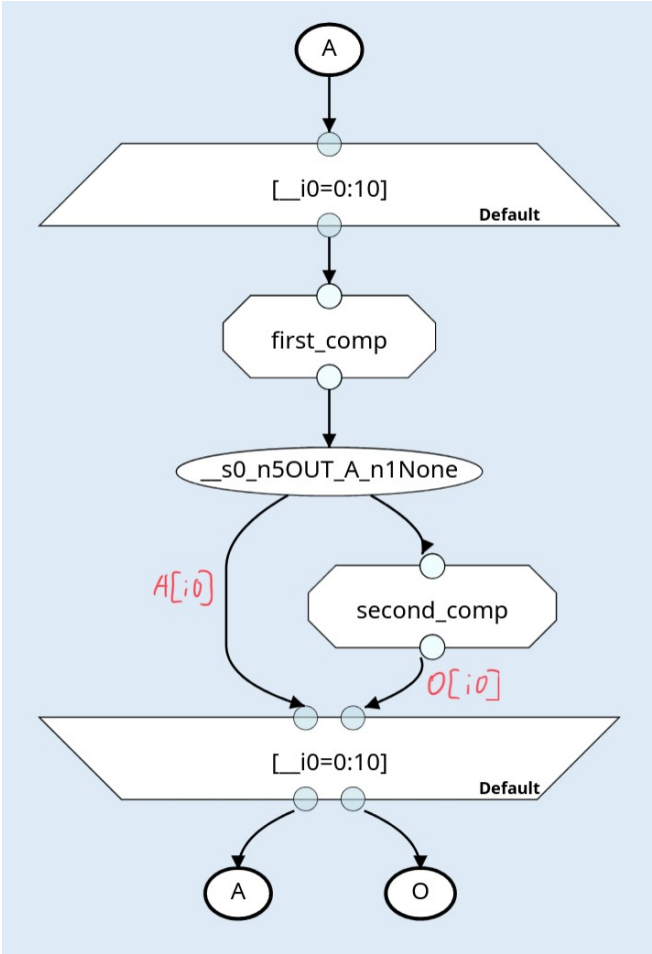 A
[__i0=0:10]
Default
first_comp
__s0_n5OUT_A_n1None
A[i0]
second_comp
O[i0]
[__i0=0:10]
Default
A
O